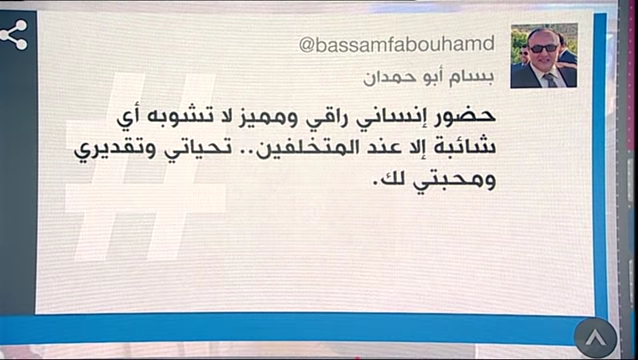 @bassamfabouhamd
بسام أبو حمدان
حضور إنساني راقي ومميز لا تشوبه أي
شائبة إلا عند المتخلفين.. تحياتي وتقديري
ومحبتي لك.